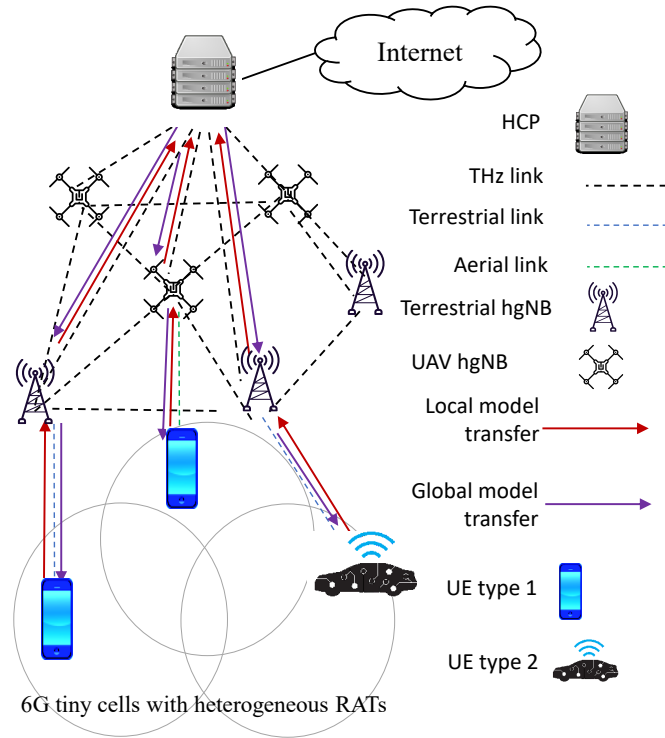 Internet
HCP
THz link
Terrestrial link
Aerial link
Terrestrial hgNB
UAV hgNB
Local model
transfer
Global model
transfer
UE type 1
UE type 2
6G tiny cells with heterogeneous RATs